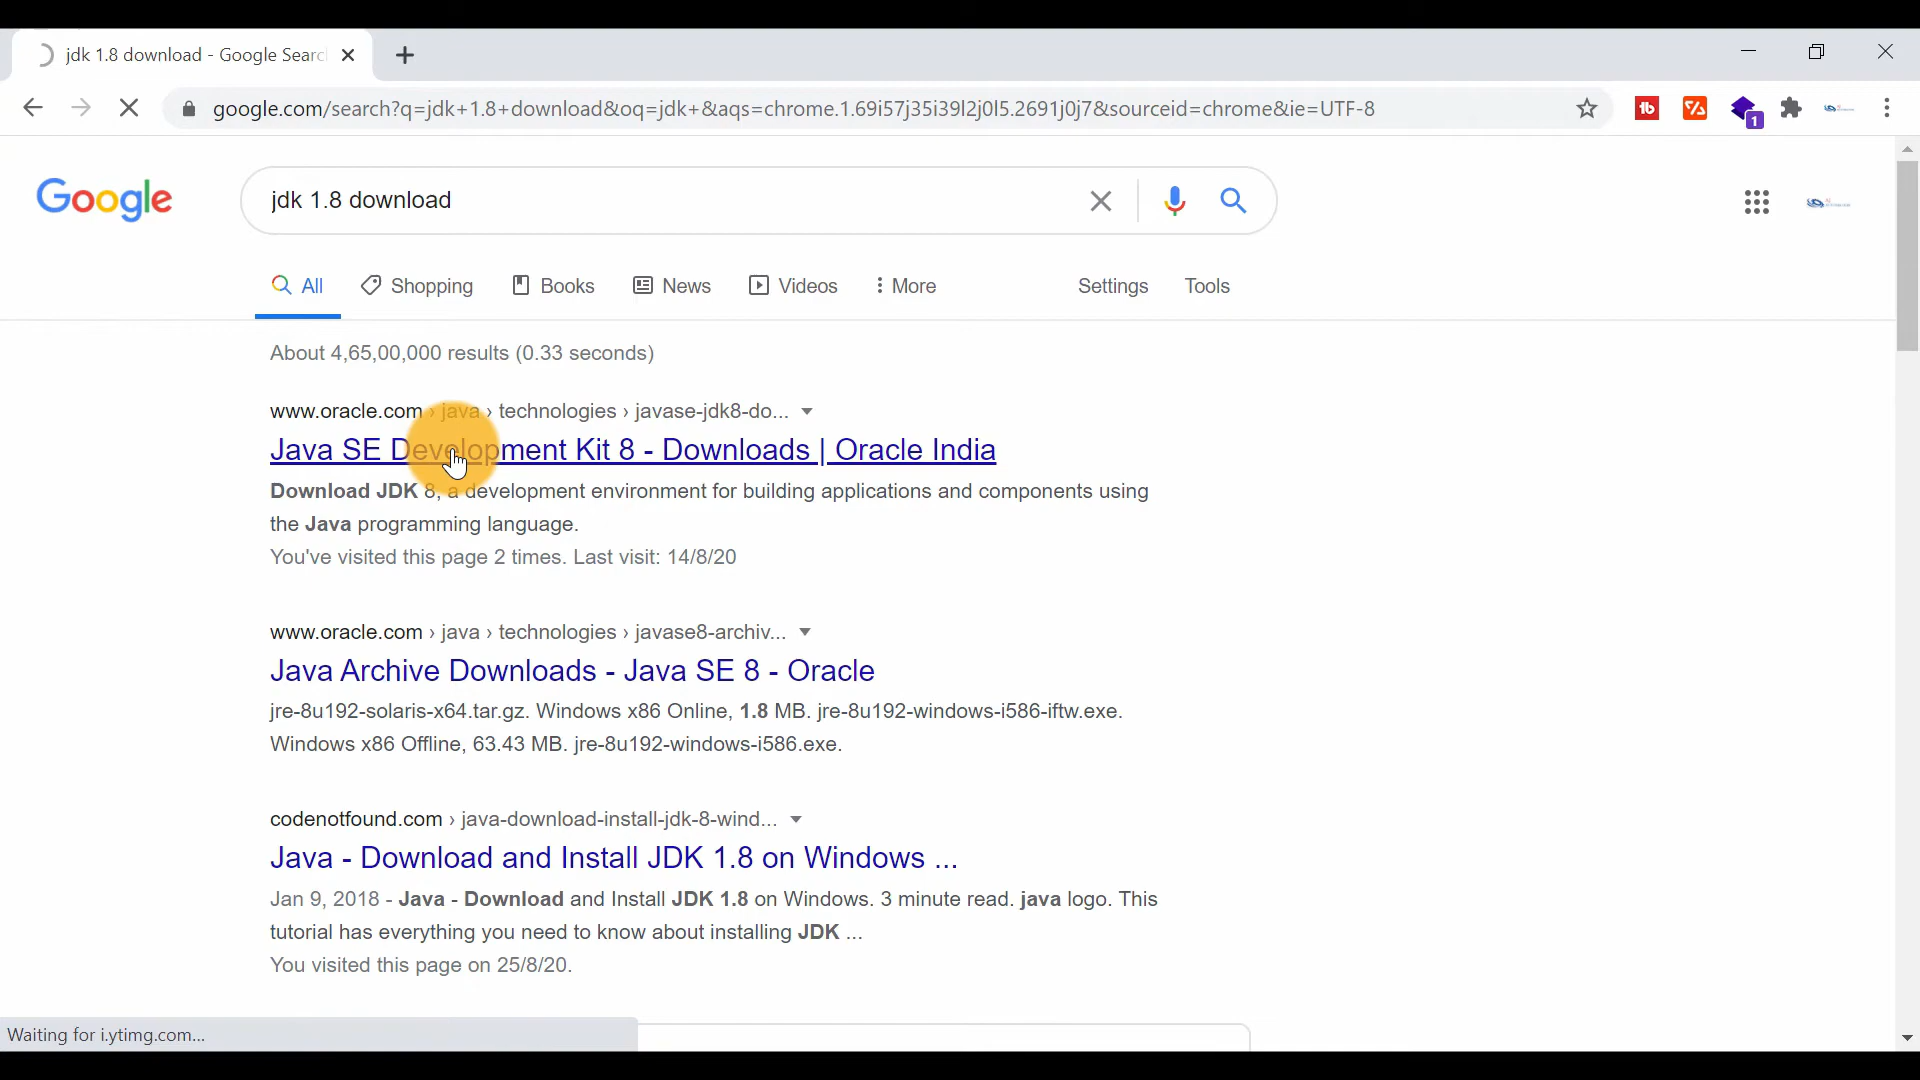 jdk 1.8 download - Google Searc
google.com/search?q=jdk+1.8+download&oq=jdk+&aqs=chrome.1.69i57j35i39l2j0l5.2691j0j7&sourceid=chrome&ie=UTF-8
1
Google
jdk 1.8 download
All Shopping Books News Videos More Settings Tools
About 4,65,00,000 results (0.33 seconds)
www.oracle.com › java › technologies › javase-jdk8-do...
Java SE Development Kit 8 - Downloads | Oracle India
Download JDK 8, a development environment for building applications and components using
the Java programming language.
You've visited this page 2 times. Last visit: 14/8/20
www.oracle.com › java › technologies › javase8-archiv...
Java Archive Downloads - Java SE 8 - Oracle
jre-8u192-solaris-x64.tar.gz. Windows x86 Online, 1.8 MB. jre-8u192-windows-i586-iftw.exe.
Windows x86 Offline, 63.43 MB. jre-8u192-windows-i586.exe.
codenotfound.com › java-download-install-jdk-8-wind...
Java - Download and Install JDK 1.8 on Windows ...
Jan 9, 2018 - Java - Download and Install JDK 1.8 on Windows. 3 minute read. java logo. This
tutorial has everything you need to know about installing JDK ...
You visited this page on 25/8/20.
Waiting for i.ytimg.com...